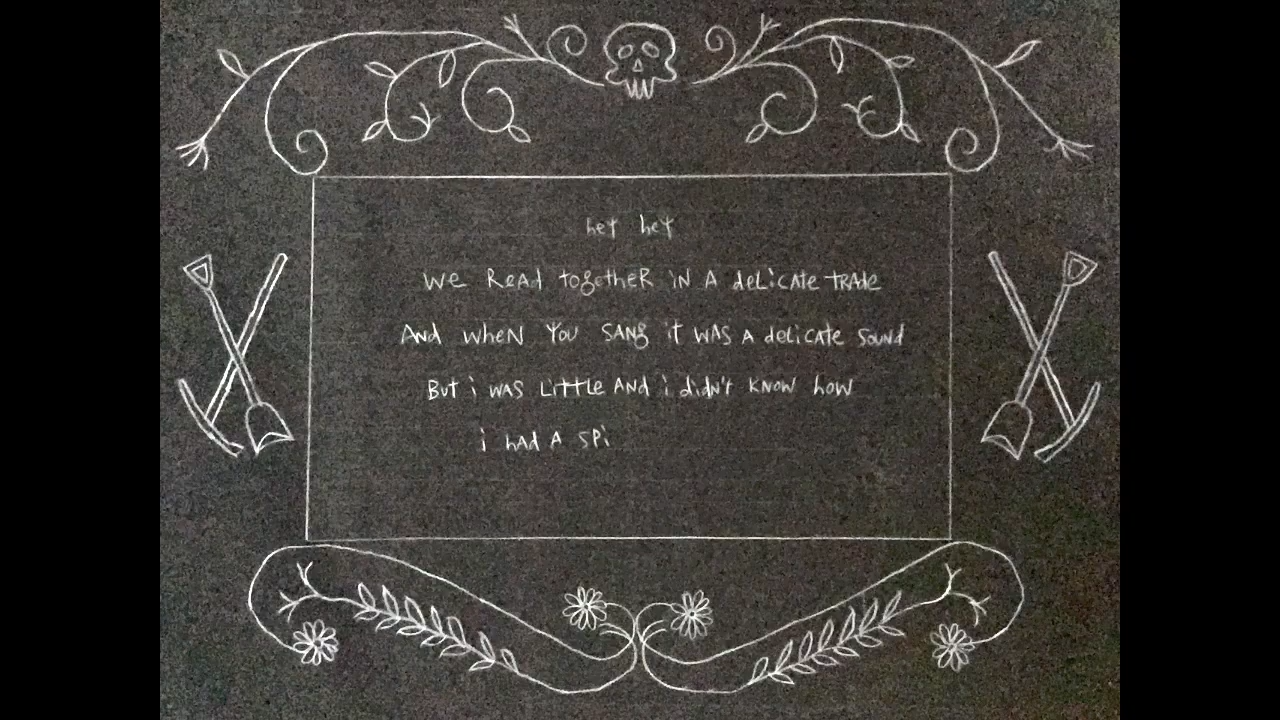 hey hey
We ReAd togetheR iN A deLiCAte TRAde
ANd wheN YOU SANg it WAS A deliCAte SOUNd
But i WAS LittLe ANd i didN't KNOW hOW
i hAd A SPi